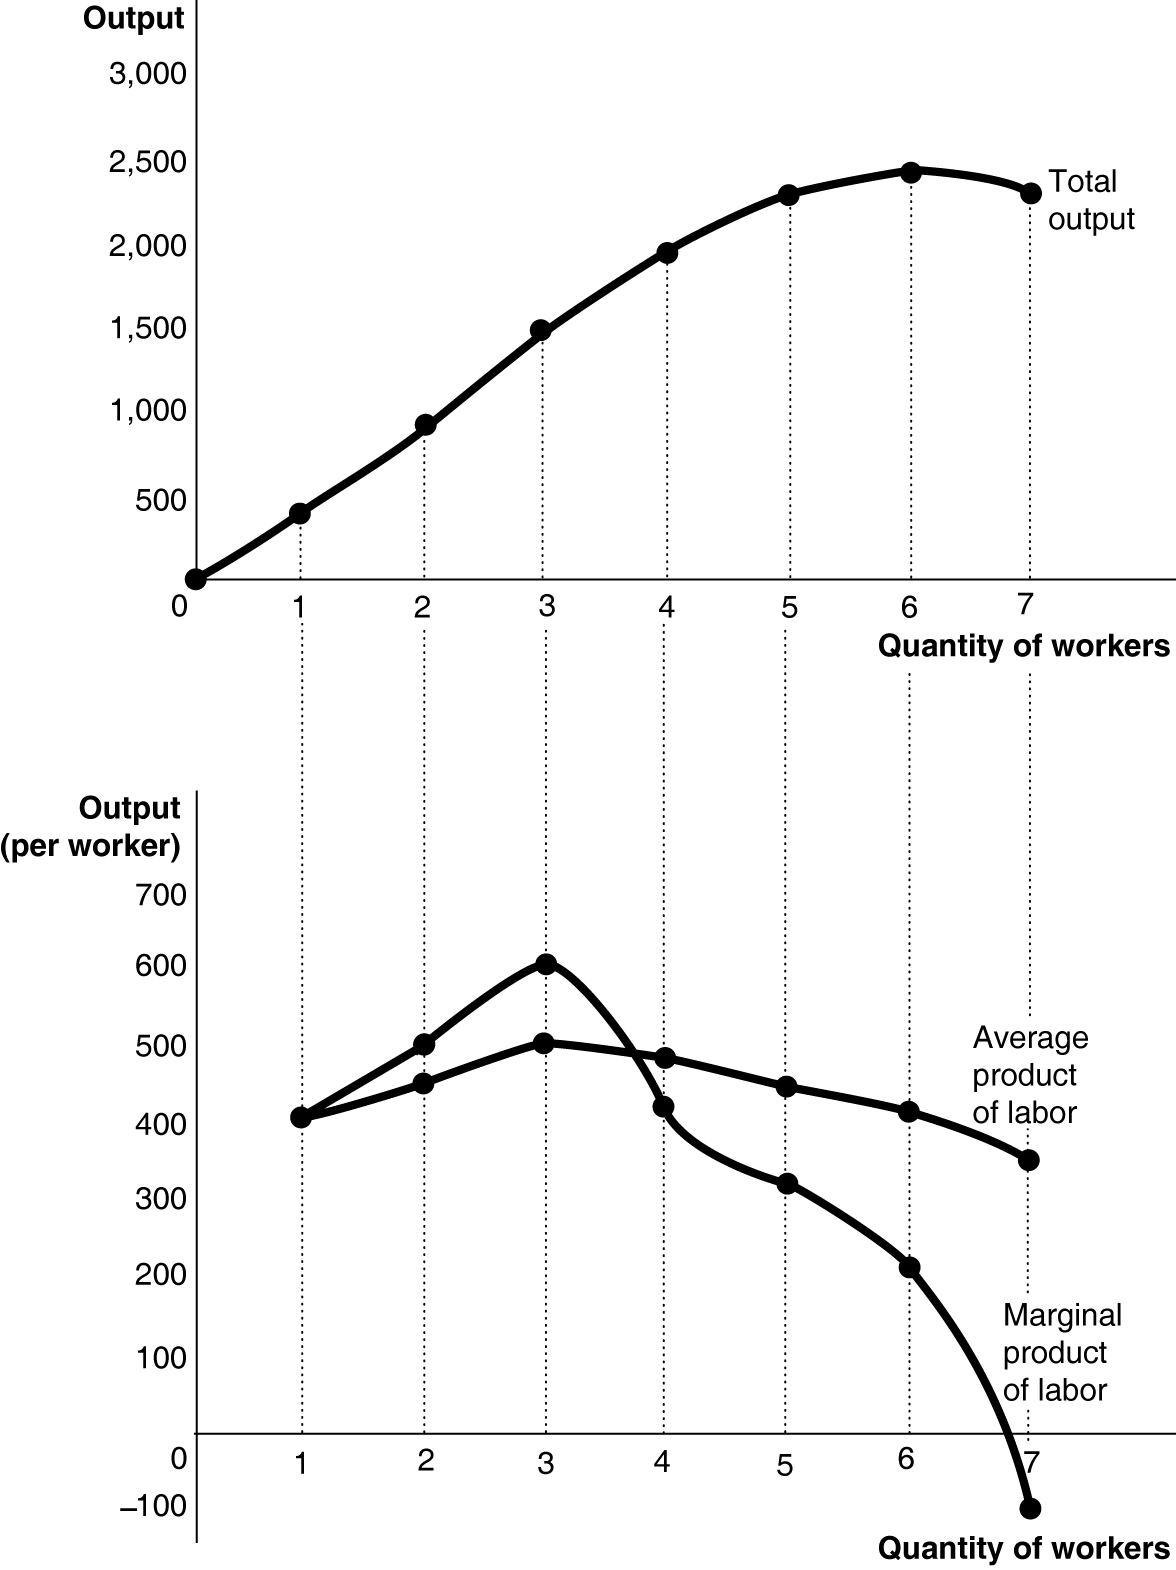 Output
3,000
2,500
2,000
1,500
1,000
500
Total
output
0 1 2 3 4 5 6 7
Quantity of workers
Output
(per worker)
700
600
500
400
300
200
100
Average
product
of labor
Marginal
product
of labor
0 1 2 3 4 5 6 7
–100
Quantity of workers